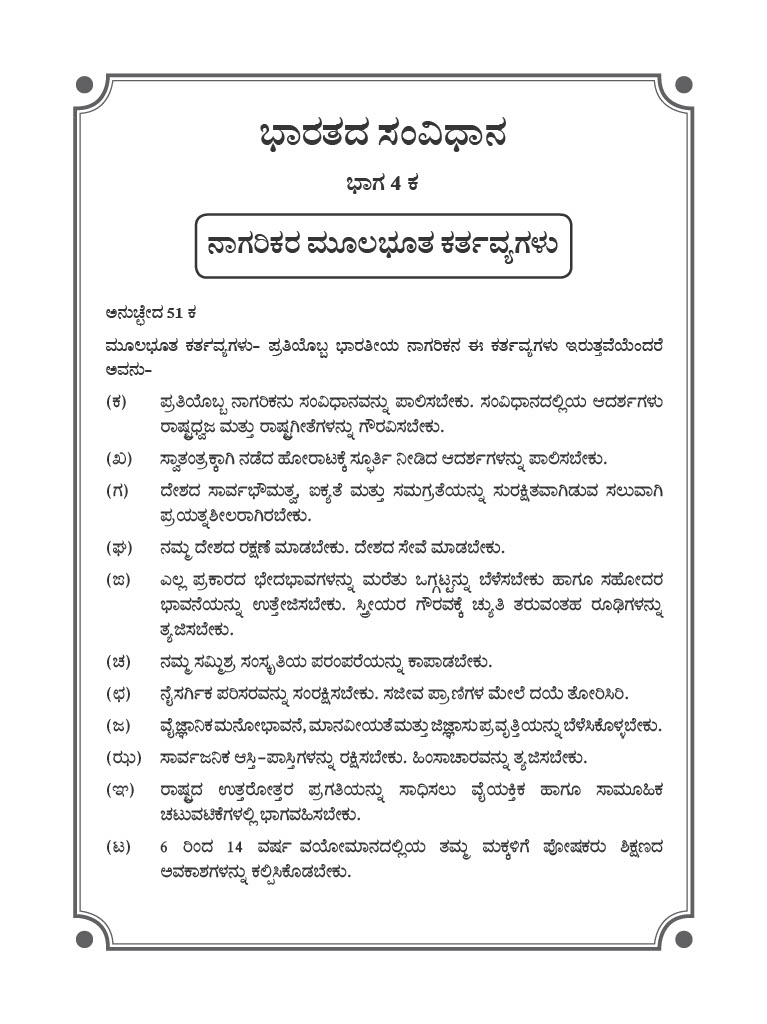 ಭಾರತದ ಸಂವಿಧಾನ
ಭಾಗ 4 ಕ
ನಾಗರಿಕರ ಮೂಲಭೂತ ಕರ್ತವ್ಯಗಳು
ಅನುಚ್ಛೇದ 51 ಕ
ಮೂಲಭೂತ ಕರ್ತವ್ಯಗಳು– ಪ್ರತಿಯೊಬ್ಬ ಭಾರತೀಯ ನಾಗರಿಕನ ಈ ಕರ್ತವ್ಯಗಳು ಇರುತ್ತವೆಯೆಂದರೆ
ಅವನು–
(ಕ) ಪ್ರತಿಯೊಬ್ಬ ನಾಗರಿಕನು ಸಂವಿಧಾನವನ್ನು ಪಾಲಿಸಬೇಕು. ಸಂವಿಧಾನದಲ್ಲಿಯ ಆದರ್ಶಗಳು
ರಾಷ್ಟ್ರಧ್ವಜ ಮತ್ತು ರಾಷ್ಟ್ರಗೀತೆಗಳನ್ನು ಗೌರವಿಸಬೇಕು.
(ಖ) ಸ್ವಾತಂತ್ರಕ್ಕಾಗಿ ನಡೆದ ಹೋರಾಟಕ್ಕೆ ಸ್ಫೂರ್ತಿ ನೀಡಿದ ಆದರ್ಶಗಳನ್ನು ಪಾಲಿಸಬೇಕು.
(ಗ) ದೇಶದ ಸಾರ್ವಭೌಮತ್ವ, ಐಕ್ಯತೆ ಮತ್ತು ಸಮಗ್ರತೆಯನ್ನು ಸುರಕ್ಷಿತವಾಗಿಡುವ ಸಲುವಾಗಿ
ಪ್ರಯತ್ನಶೀಲರಾಗಿರಬೇಕು.
(ಘ) ನಮ್ಮ ದೇಶದ ರಕ್ಷಣೆ ಮಾಡಬೇಕು. ದೇಶದ ಸೇವೆ ಮಾಡಬೇಕು.
(ಙ) ಎಲ್ಲ ಪ್ರಕಾರದ ಭೇದಭಾವಗಳನ್ನು ಮರೆತು ಒಗ್ಗಟ್ಟನ್ನು ಬೆಳೆಸಬೇಕು ಹಾಗೂ ಸಹೋದರ
ಭಾವನೆಯನ್ನು ಉತ್ತೇಜಿಸಬೇಕು. ಸ್ತ್ರೀಯರ ಗೌರವಕ್ಕೆ ಚ್ಯುತಿ ತರುವಂತಹ ರೂಢಿಗಳನ್ನು
ತ್ಯಜಿಸಬೇಕು.
(ಚ) ನಮ್ಮ ಸಮ್ಮಿಶ್ರ ಸಂಸ್ಕೃತಿಯ ಪರಂಪರೆಯನ್ನು ಕಾಪಾಡಬೇಕು.
(ಛ) ನೈಸರ್ಗಿಕ ಪರಿಸರವನ್ನು ಸಂರಕ್ಷಿಸಬೇಕು. ಸಜೀವ ಪ್ರಾಣಿಗಳ ಮೇಲೆ ದಯೆ ತೋರಿಸಿರಿ.
(ಜ) ವೈಜ್ಞಾನಿಕ ಮನೋಭಾವನೆ, ಮಾನವೀಯತೆ ಮತ್ತು ಜಿಜ್ಞಾಸು ಪ್ರವೃತ್ತಿಯನ್ನು ಬೆಳೆಸಿಕೊಳ್ಳಬೇಕು.
(ಝ) ಸಾರ್ವಜನಿಕ ಆಸ್ತಿ–ಪಾಸ್ತಿಗಳನ್ನು ರಕ್ಷಿಸಬೇಕು. ಹಿಂಸಾಚಾರವನ್ನು ತ್ಯಜಿಸಬೇಕು.
(ಞ) ರಾಷ್ಟ್ರದ ಉತ್ತರೋತ್ತರ ಪ್ರಗತಿಯನ್ನು ಸಾಧಿಸಲು ವೈಯಕ್ತಿಕ ಹಾಗೂ ಸಾಮೂಹಿಕ
ಚಟುವಟಿಕೆಗಳಲ್ಲಿ ಭಾಗವಹಿಸಬೇಕು.
(ಟ) 6 ರಿಂದ 14 ವರ್ಷ ವಯೋಮಾನದಲ್ಲಿಯ ತಮ್ಮ ಮಕ್ಕಳಿಗೆ ಪೋಷಕರು ಶಿಕ್ಷಣದ
ಅವಕಾಶಗಳನ್ನು ಕಲ್ಪಿಸಿಕೊಡಬೇಕು.